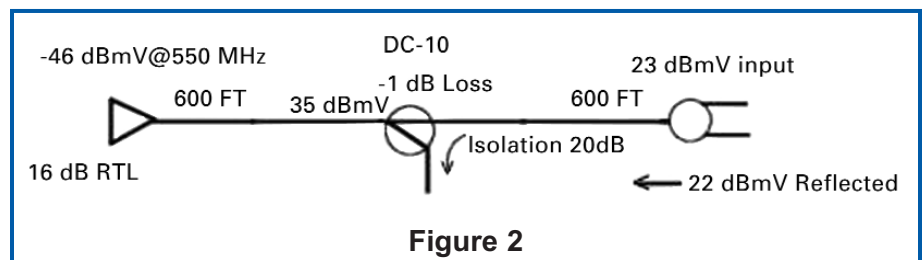 DC-10
-46 dBmV@550 MHz
23 dBmV input
-1 dB Loss
600 FT
35 dBmV
600 FT
Isolation 20dB
16 dB RTL
22 dBmV Reflected
Figure 2